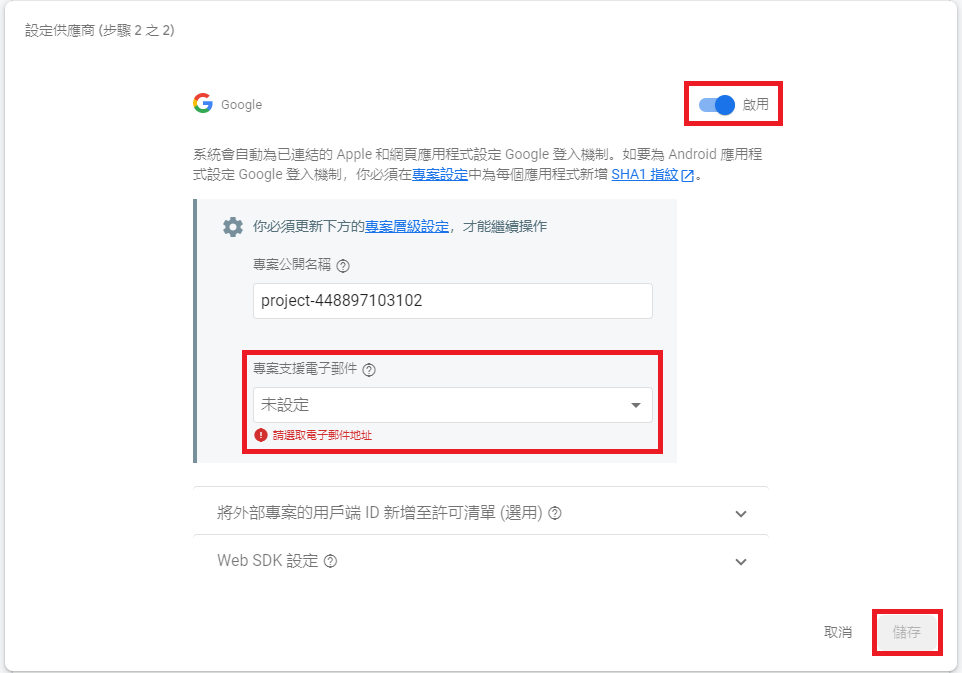 設定供應商 (步驟 2 之 2)
Google
啟用
系統會自動為已連結的 Apple 和網頁應用程式設定 Google 登入機制。如要為 Android 應用程
式設定 Google 登入機制，你必須在專案設定中為每個應用程式新增 SHA1 指紋。
你必須更新下方的專案層級設定，才能繼續操作
專案公開名稱
project-448897103102
專案支援電子郵件
未設定
請選取電子郵件地址
將外部專案的用戶端 ID 新增至許可清單 (選用)
Web SDK 設定
取消
儲存